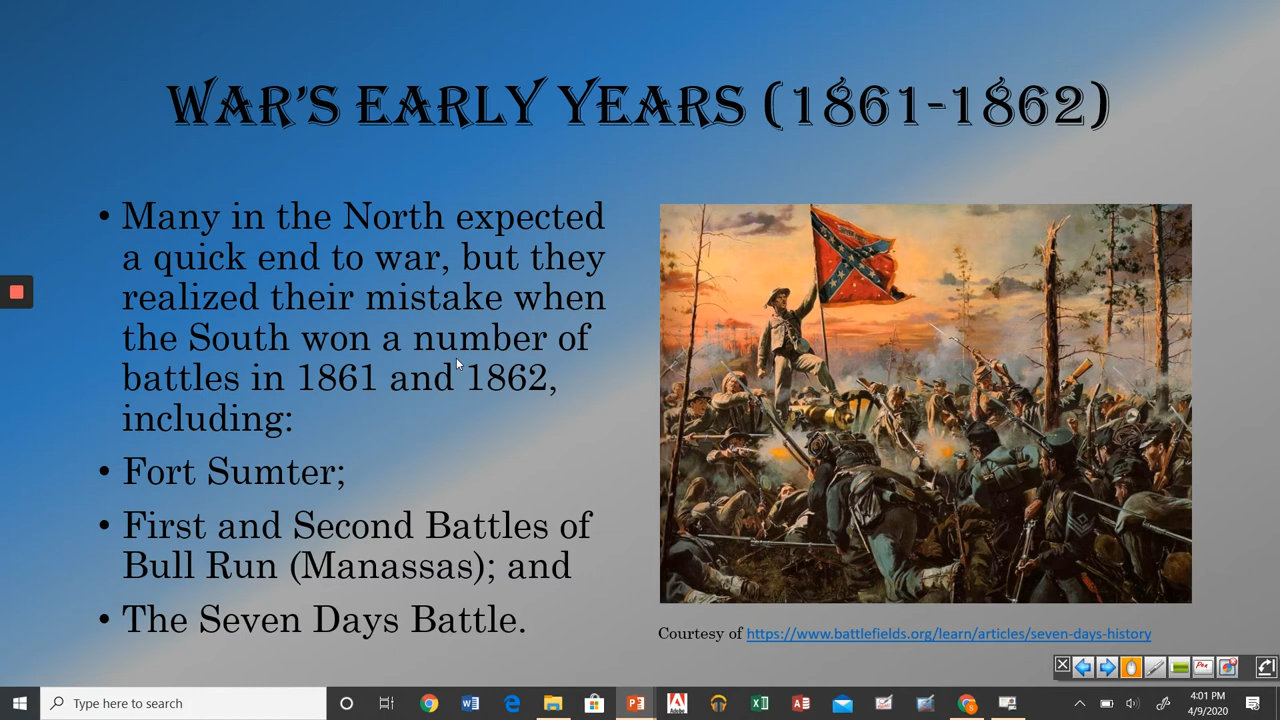 WAR'S EARLY YEARS (1861-1862)
• Many in the North expected
a quick end to war, but they
realized their mistake when
the South won a number of
battles in 1861 and 1862,
including:
• Fort Sumter;
• First and Second Battles of
Bull Run (Manassas); and
• The Seven Days Battle.
Courtesy of https://www.battlefields.org/learn/articles/seven-days-history
Type here to search
4:01 PM
4/9/2020